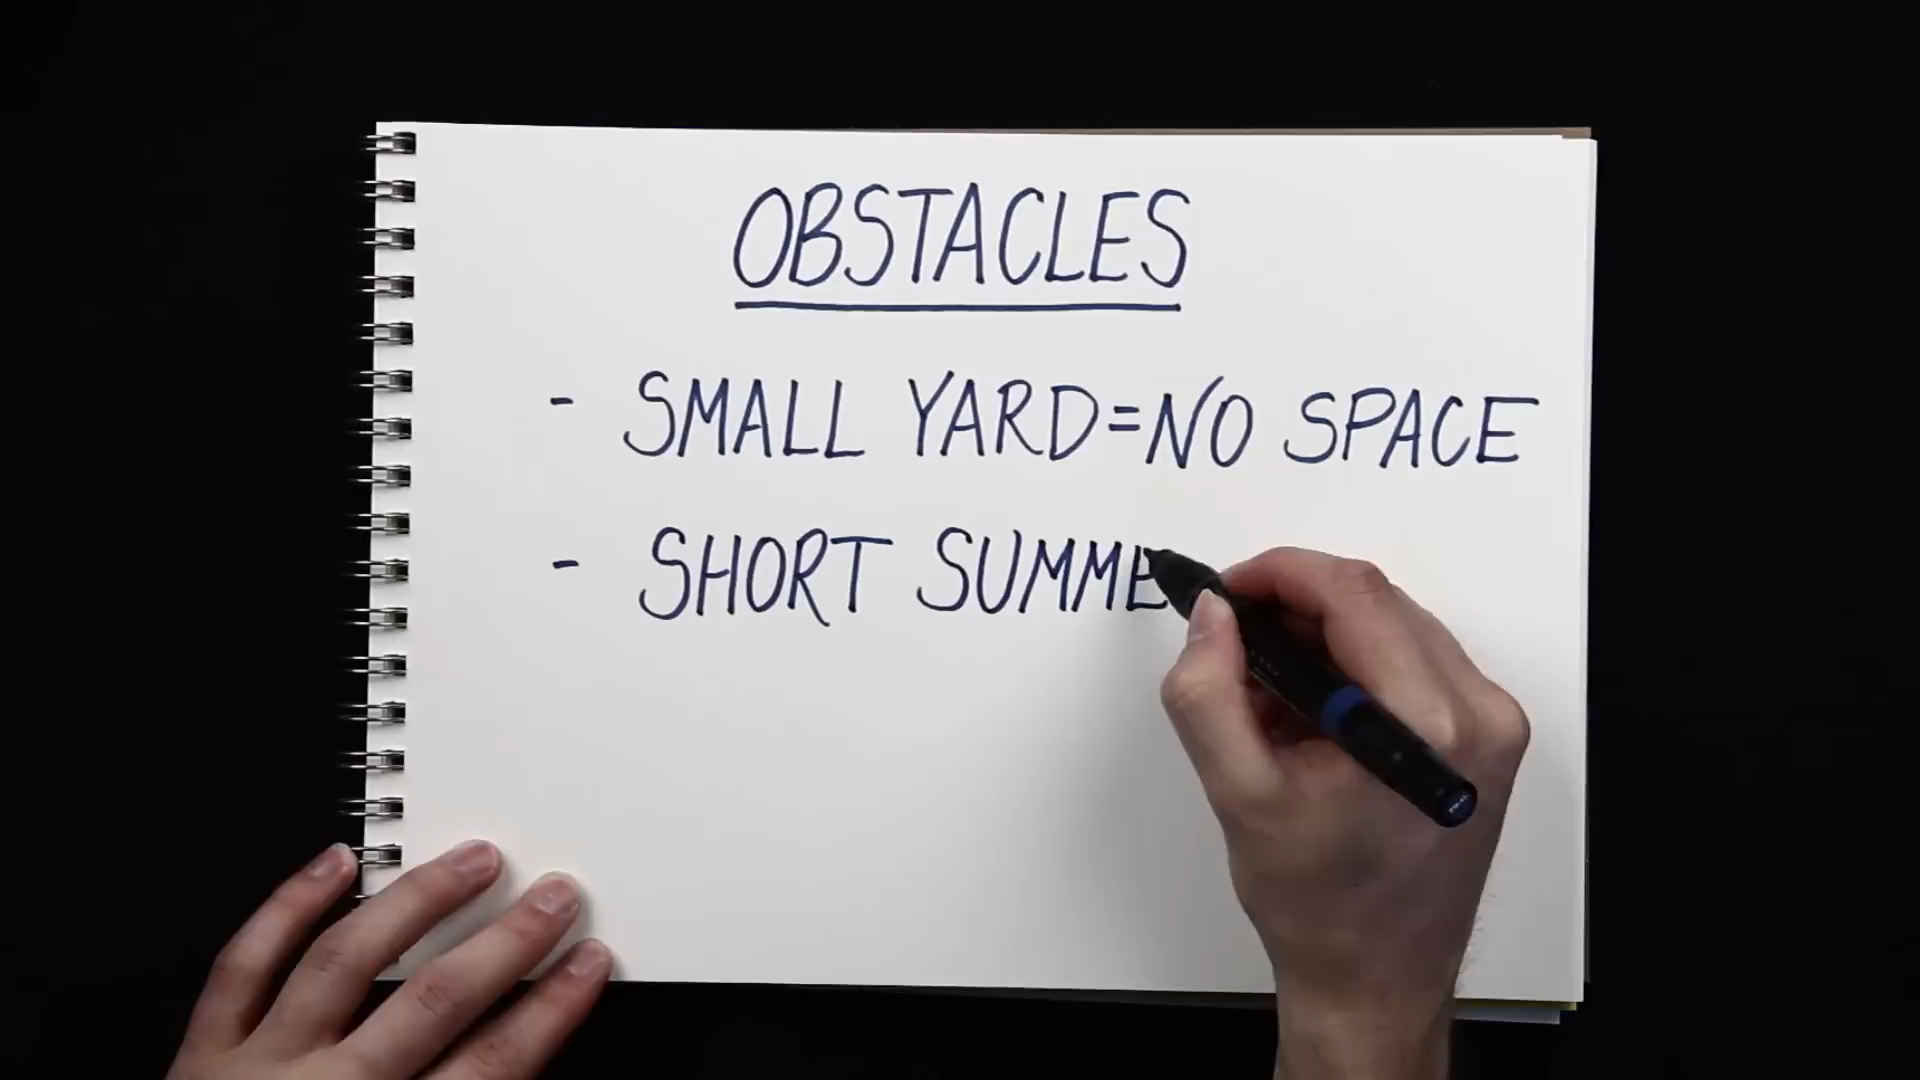 OBSTACLES
- SMALL YARD=NO SPACE
- SHORT SUMME